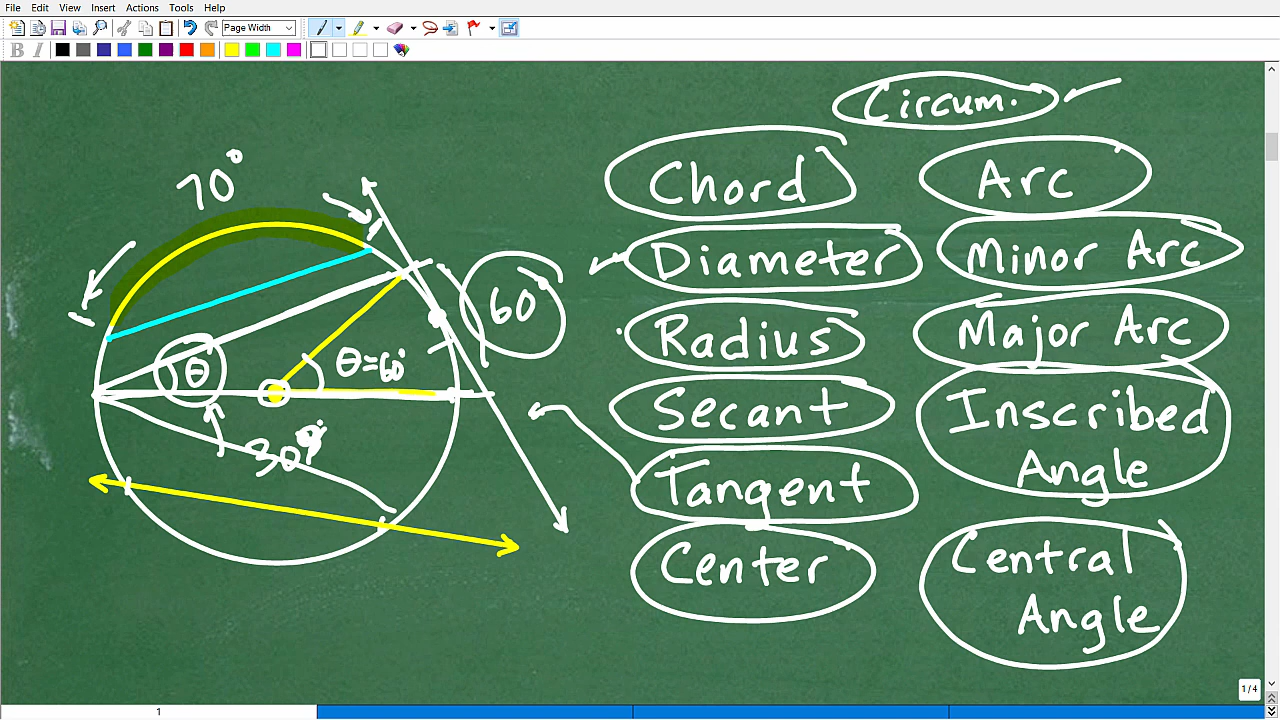 File Edit View Insert Actions Tools Help
Page Width
B I
Circum.
70°
Chord
Arc
Diameter
Minor Arc
60°
Radius
Major Arc
θ
θ=60°
Secant
Inscribed
Angle
30°
Tangent
Center
Central
Angle
1/4
1